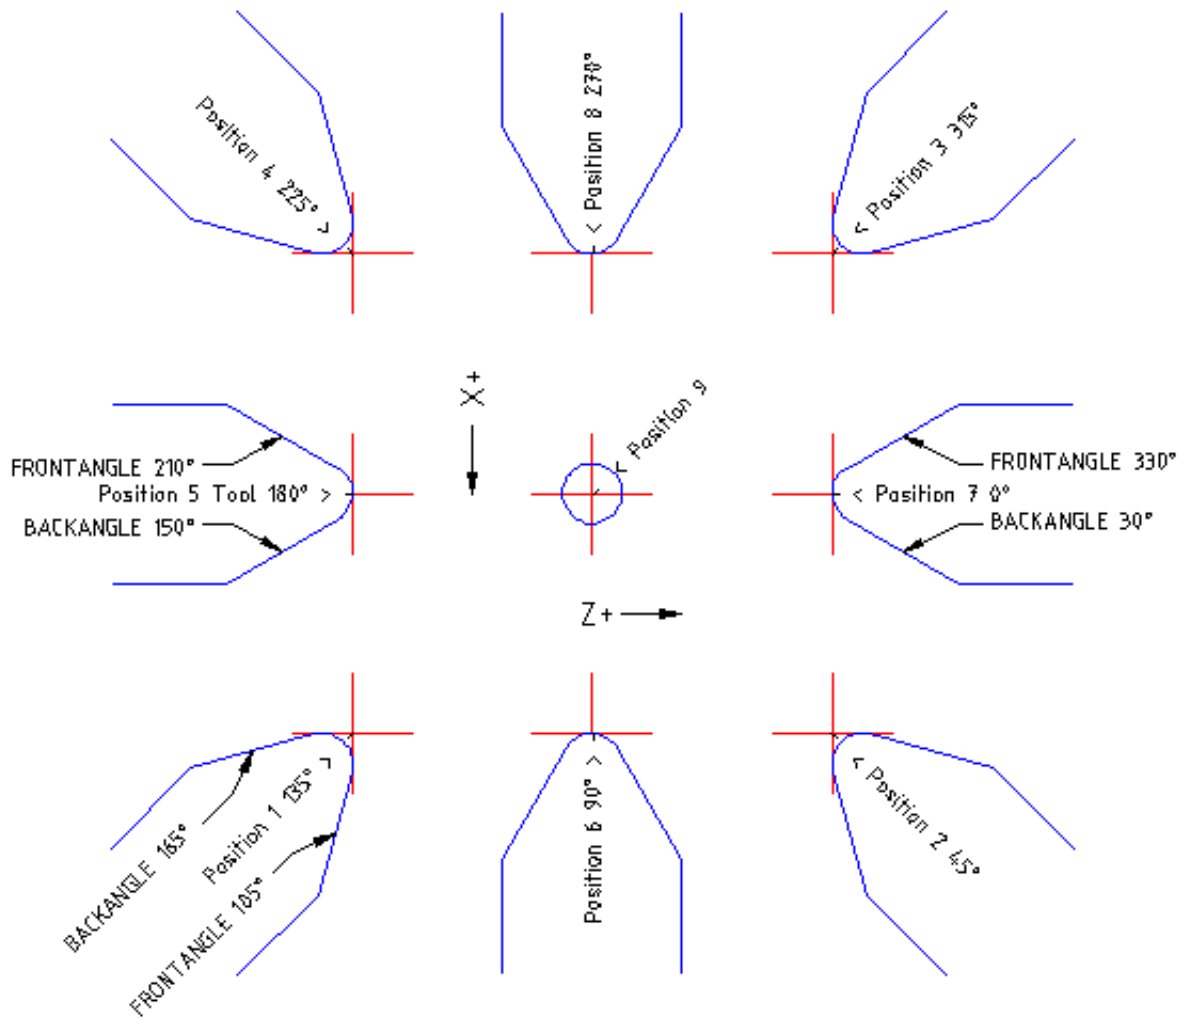 Position 4 225°
Position 8 270°
Position 3 315°
X+
Position 9
FRONTANGLE 210°
Position 5 Tool 180°
BACKANGLE 150°
FRONTANGLE 330°
Position 7 0°
BACKANGLE 30°
Z+
BACKANGLE 165°
Position 1 135°
FRONTANGLE 105°
Position 6 90°
Position 2 45°